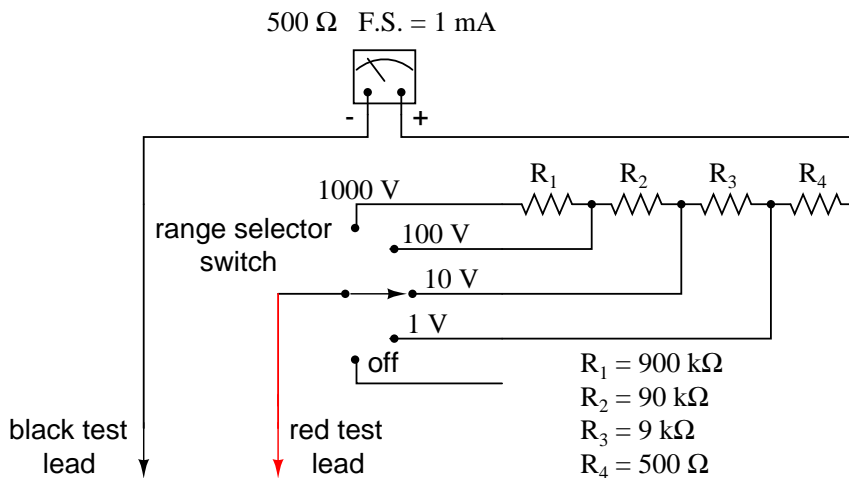 500 Ω F.S. = 1 mA
- +
R₁ R₂ R₃ R₄
1000 V
range selector
switch
100 V
10 V
1 V
off
R₁ = 900 kΩ
R₂ = 90 kΩ
R₃ = 9 kΩ
R₄ = 500 Ω
black test
lead
red test
lead